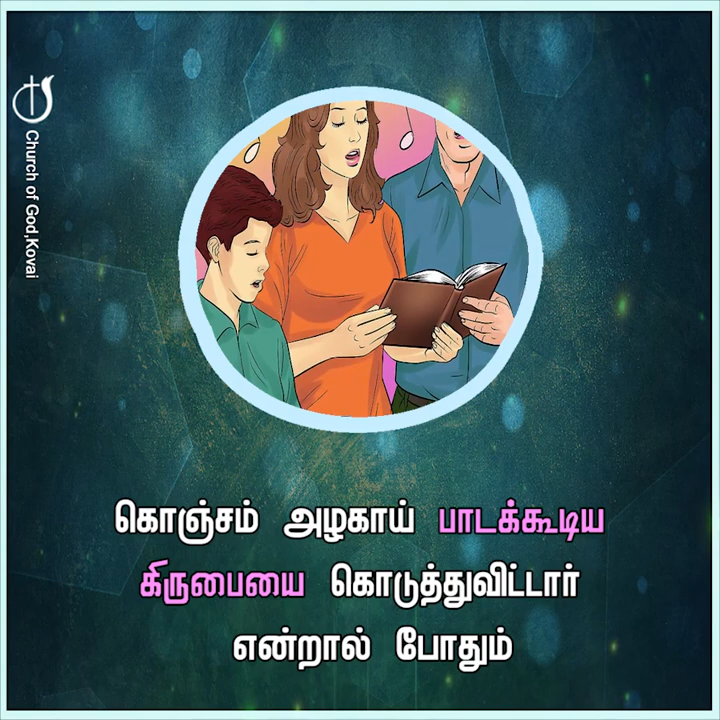 Church of God,Kovai
கொஞ்சம் அழகாய் பாடக்கூடிய
கிருபையை கொடுத்துவிட்டார்
என்றால் போதும்